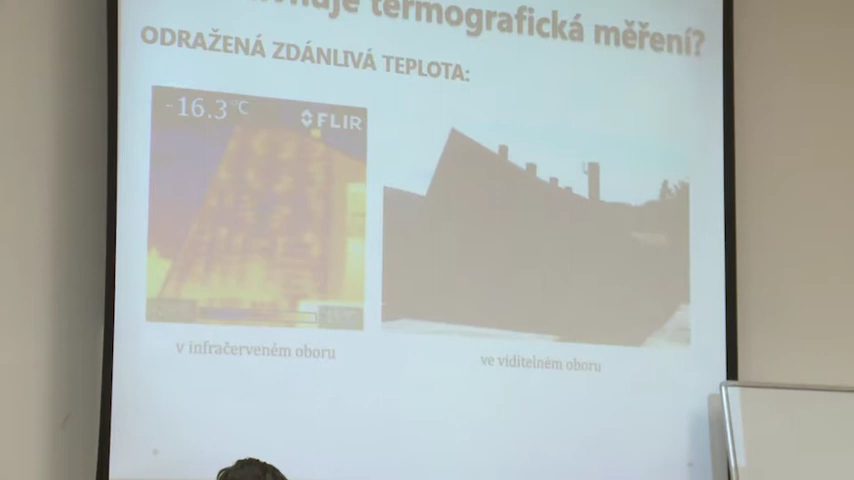 termografická měření?
ODRAŽENÁ ZDÁNLIVÁ TEPLOTA:
-16.3 °C
FLIR
v infračerveném oboru
ve viditelném oboru